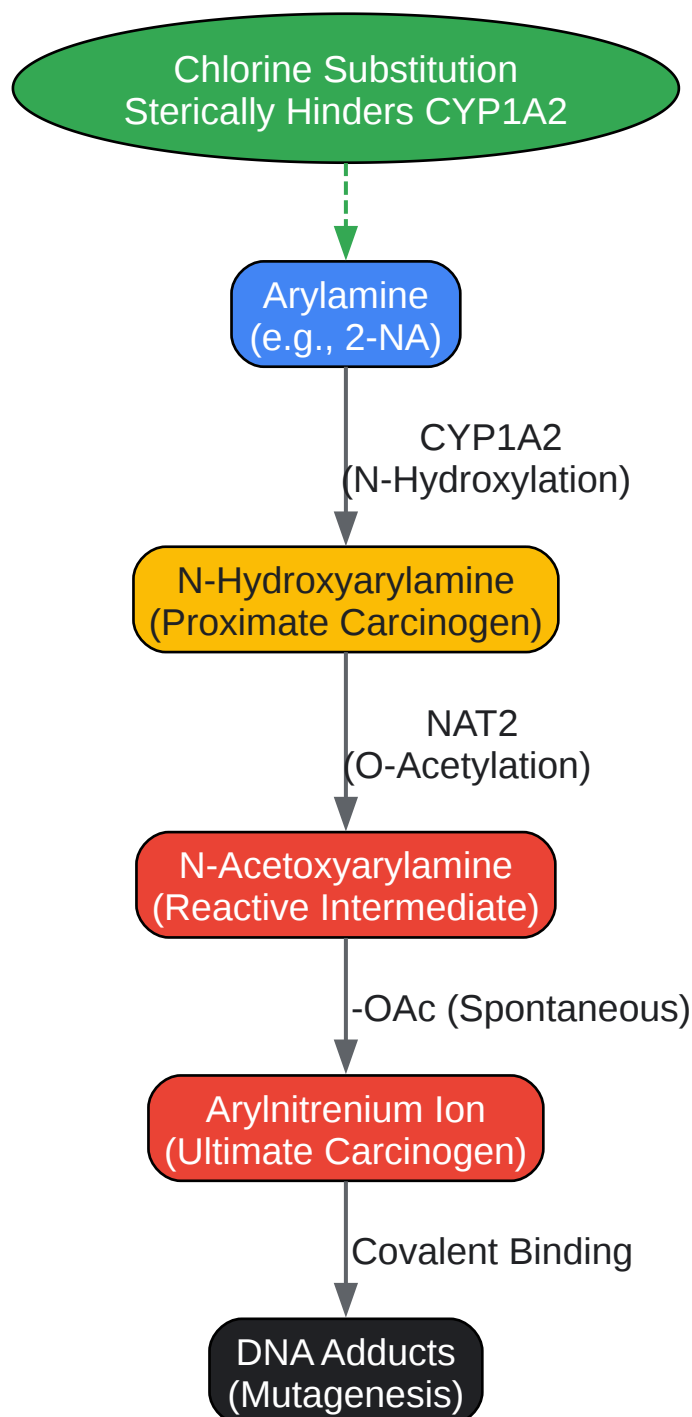 Chlorine Substitution
Sterically Hinders CYP1A2
Arylamine
(e.g., 2-NA)
CYP1A2
(N-Hydroxylation)
N-Hydroxyarylamine
(Proximate Carcinogen)
NAT2
(O-Acetylation)
N-Acetoxyarylamine
(Reactive Intermediate)
-OAc (Spontaneous)
Arylnitrenium Ion
(Ultimate Carcinogen)
Covalent Binding
DNA Adducts
(Mutagenesis)